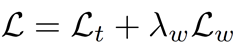 ℒ = ℒ_t + λ_w ℒ_w